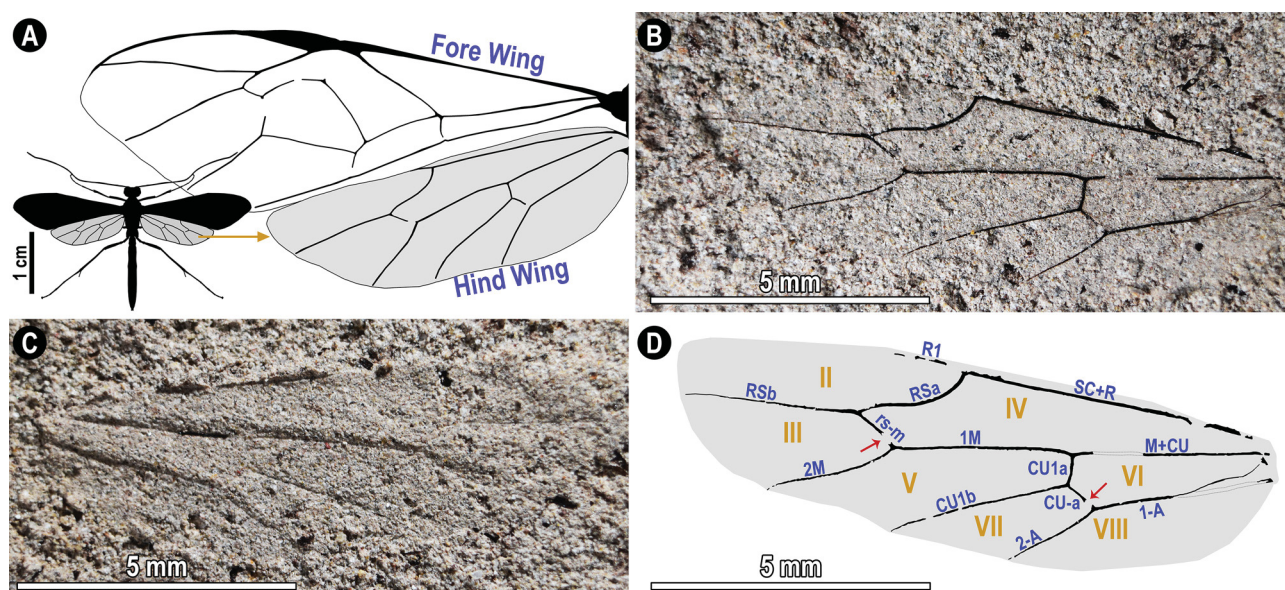 A
Fore Wing
Hind Wing
1 cm
B
5 mm
C
5 mm
D
R1
II
RSb
RSa
SC+R
IV
III
rs-m
1M
M+CU
2M
CU1a
VI
V
CU-a
CU1b
1-A
VII
VIII
2-A
5 mm